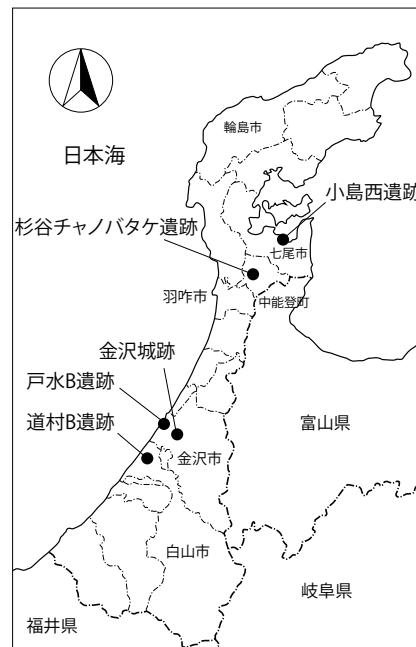 輪島市
日本海
小島西遺跡
杉谷チャノバタケ遺跡
七尾市
羽咋市
中能登町
金沢城跡
戸水B遺跡
道村B遺跡
富山県
金沢市
白山市
岐阜県
福井県